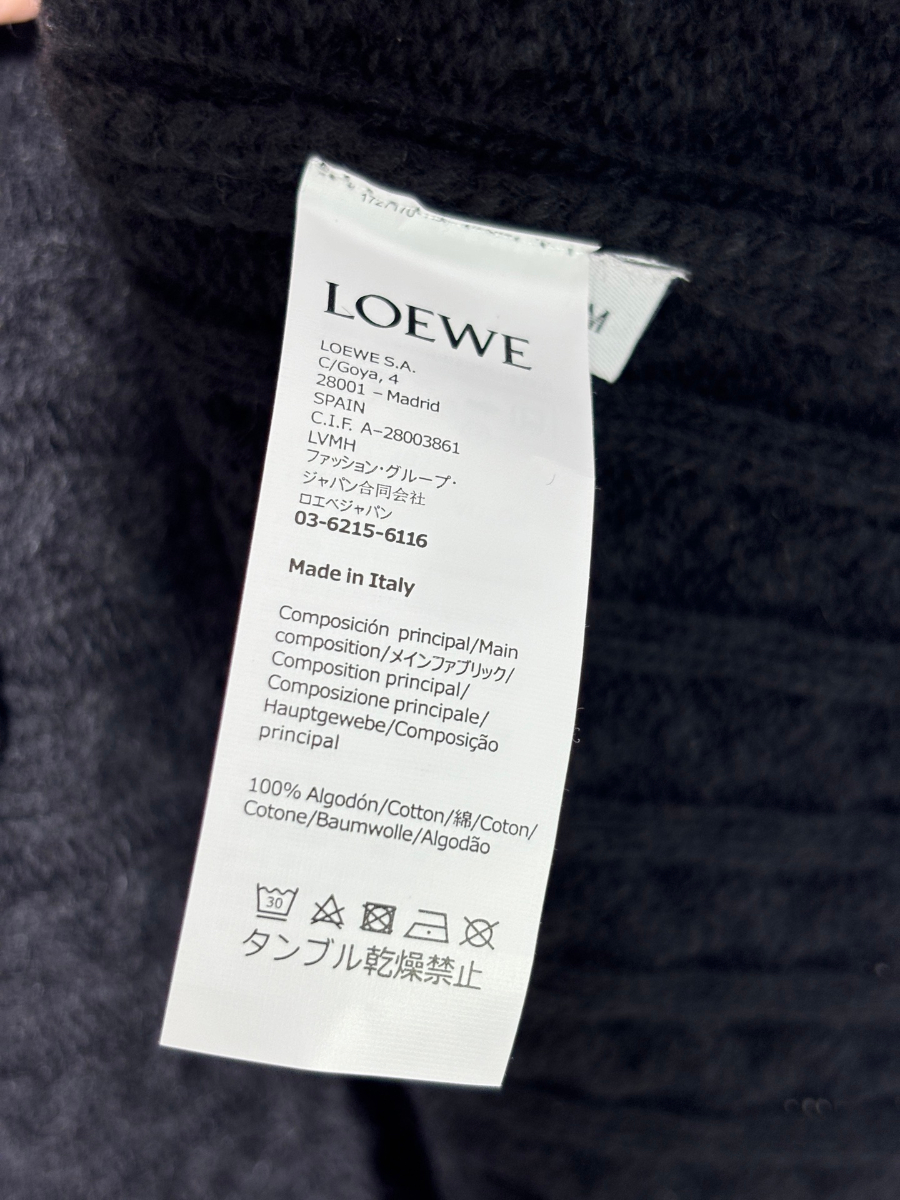 M
LOEWE
LOEWE S.A.
C/Goya, 4
28001 – Madrid
SPAIN
C.I.F. A–28003861
LVMH
ファッション・グループ・
ジャパン合同会社
ロエベジャパン
03-6215-6116
Made in Italy
Composición principal/Main
composition/メインファブリック/
Composition principal/
Composizione principale/
Hauptgewebe/Composição
principal
100% Algodón/Cotton/綿/Coton/
Cotone/Baumwolle/Algodão
30
タンブル乾燥禁止